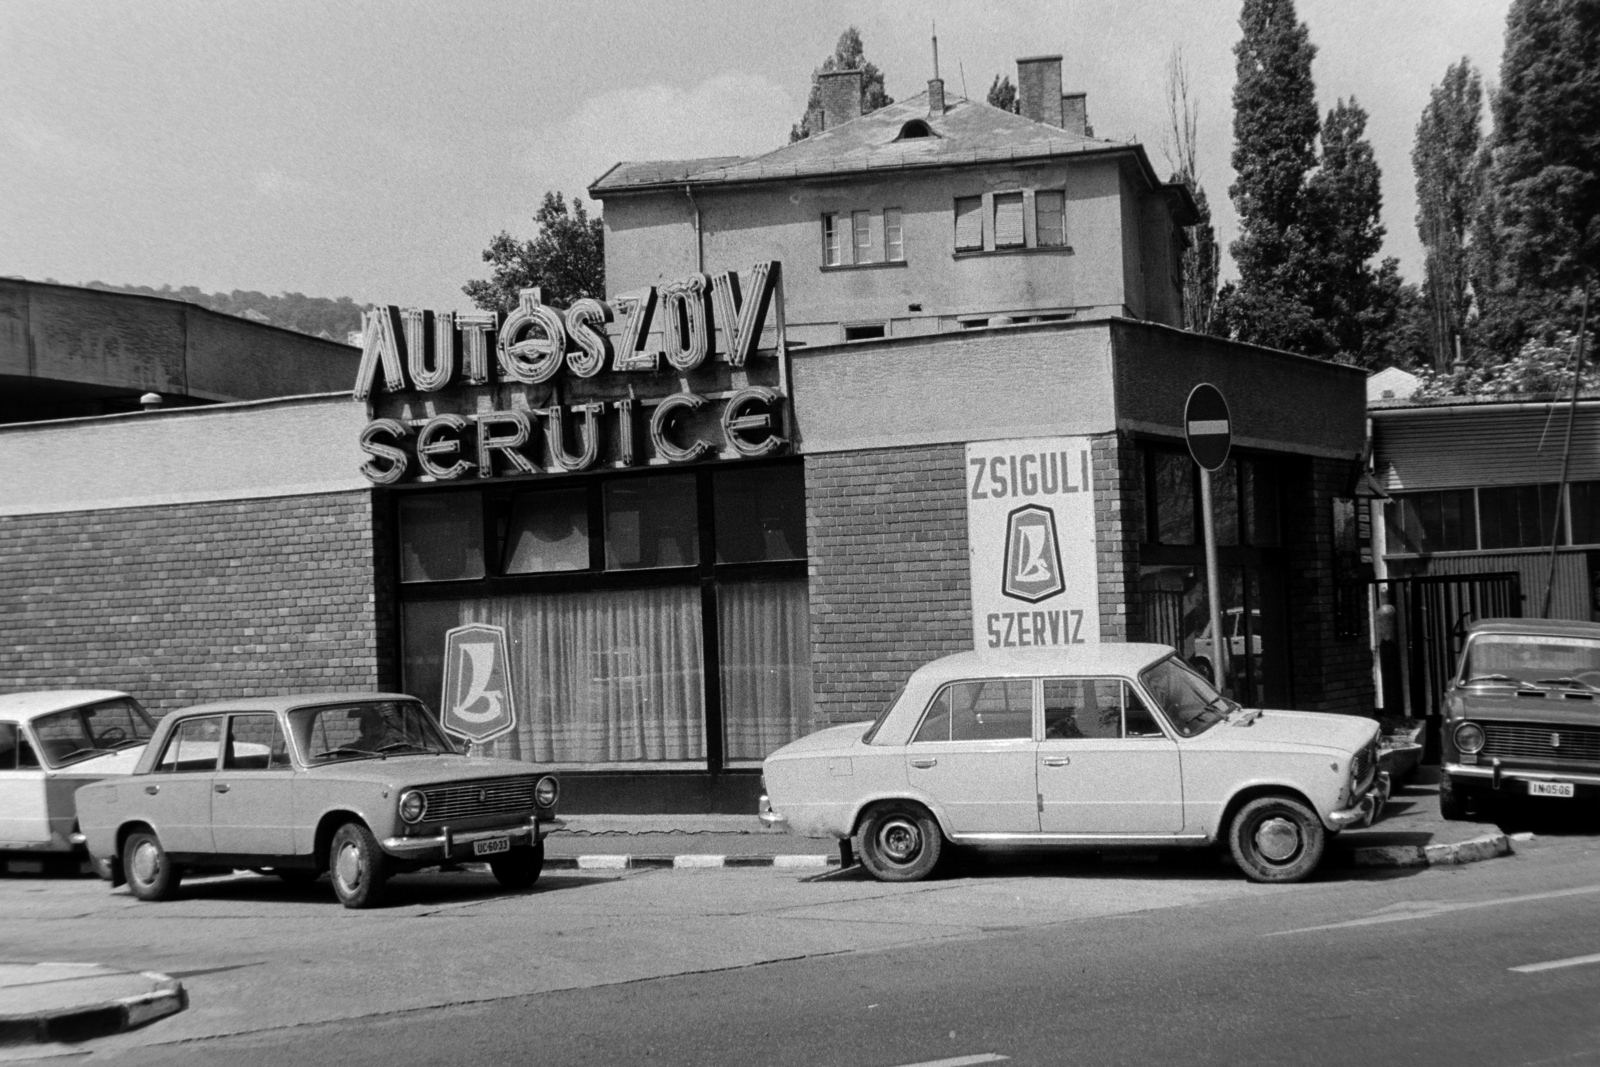 AUTÓSZÖV
SERVICE
ZSIGULI
SZERVIZ
UC-60-33
IN-05-06